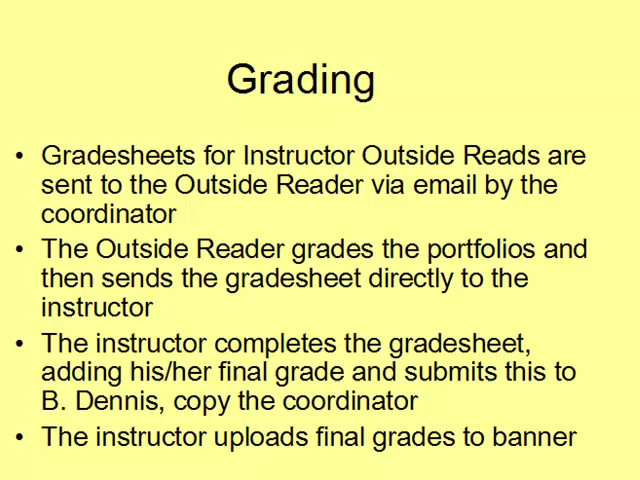 Grading
• Gradesheets for Instructor Outside Reads are
sent to the Outside Reader via email by the
coordinator
• The Outside Reader grades the portfolios and
then sends the gradesheet directly to the
instructor
• The instructor completes the gradesheet,
adding his/her final grade and submits this to
B. Dennis, copy the coordinator
• The instructor uploads final grades to banner